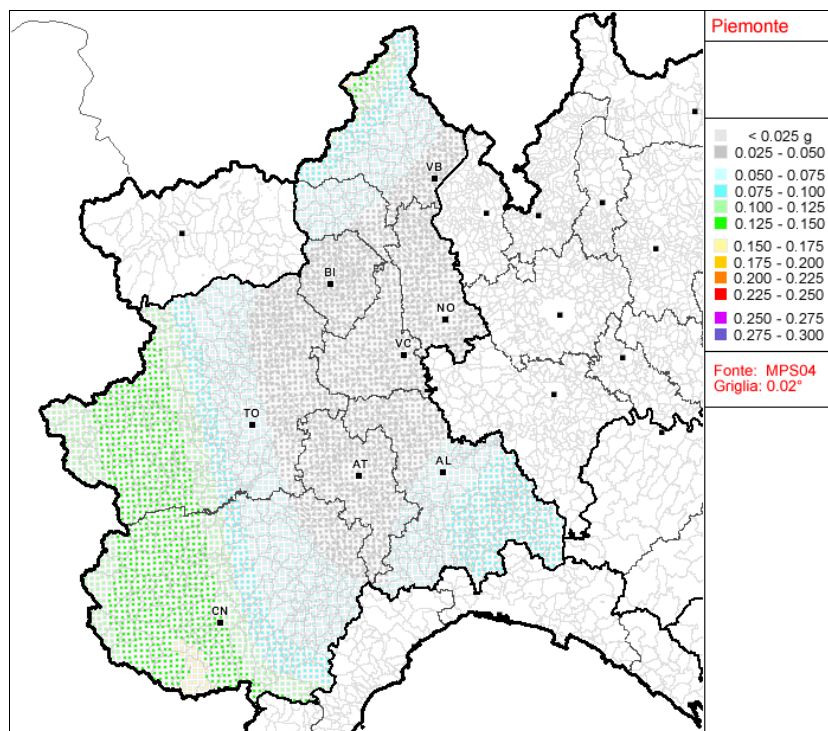 Piemonte
< 0.025 g
0.025 - 0.050
0.050 - 0.075
0.075 - 0.100
0.100 - 0.125
0.125 - 0.150
0.150 - 0.175
0.175 - 0.200
0.200 - 0.225
0.225 - 0.250
0.250 - 0.275
0.275 - 0.300
Fonte: MPS04
Griglia: 0.02°
VB
BI
NO
VC
TO
AT
AL
CN